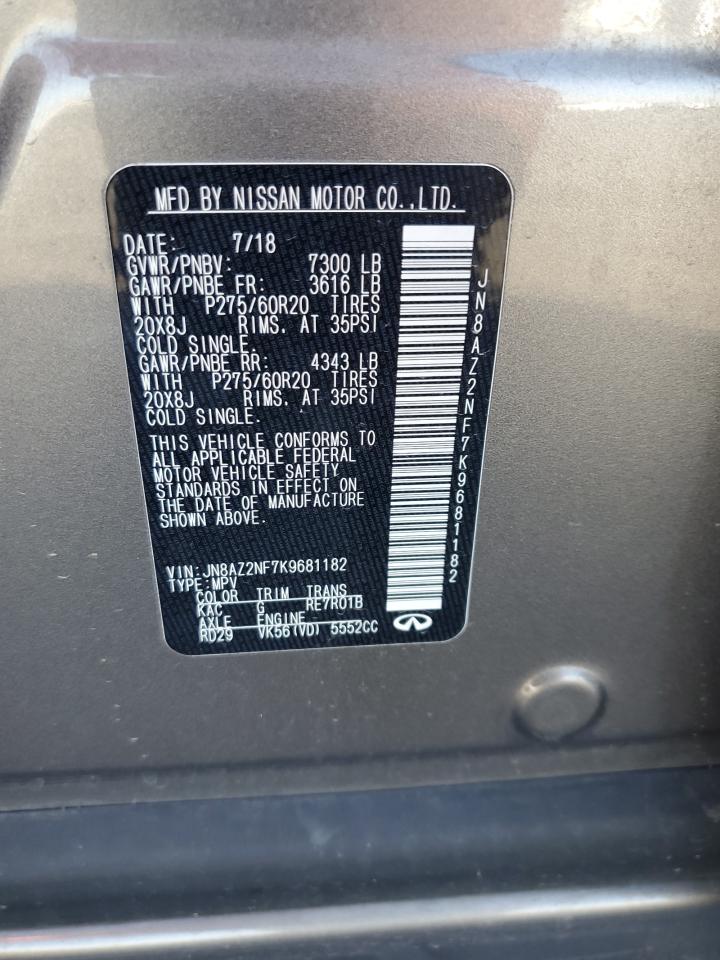 MFD BY NISSAN MOTOR CO.,LTD.
DATE: 7/18
GVWR/PNBV: 7300 LB
GAWR/PNBE FR: 3616 LB
WITH P275/60R20 TIRES
20X8J RIMS, AT 35PSI
COLD SINGLE.
GAWR/PNBE RR: 4343 LB
WITH P275/60R20 TIRES
20X8J RIMS, AT 35PSI
COLD SINGLE.
THIS VEHICLE CONFORMS TO
ALL APPLICABLE FEDERAL
MOTOR VEHICLE SAFETY
STANDARDS IN EFFECT ON
THE DATE OF MANUFACTURE
SHOWN ABOVE.
VIN:JN8AZ2NF7K9681182
TYPE:MPV
COLOR TRIM TRANS
KAC G RE7R01B
AXLE ENGINE
RD29 VK56(VD) 5552CC
JN8AZ2NF7K9681182